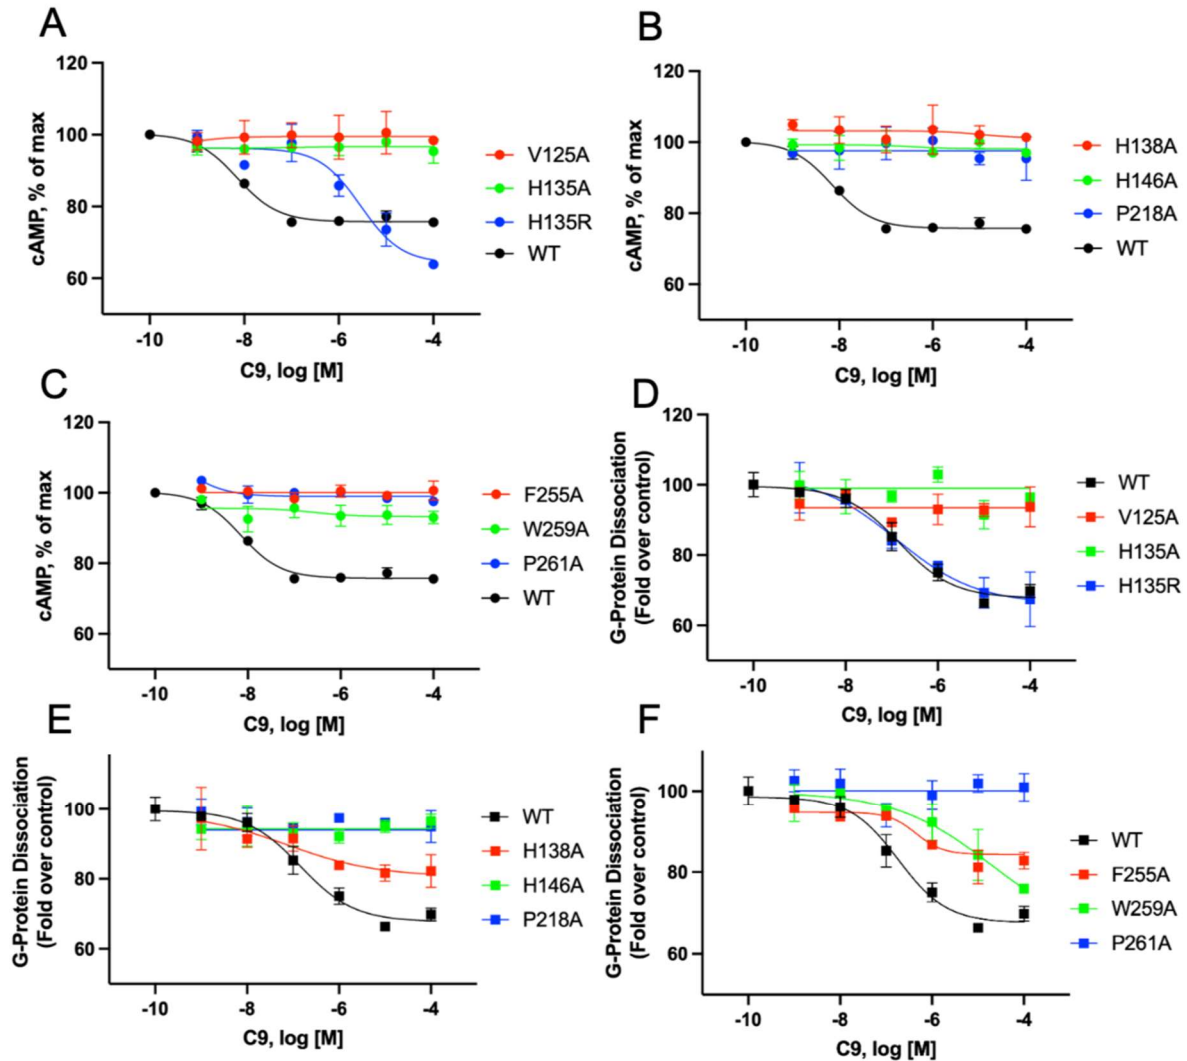 A
120
100
80
60
cAMP, % of max
-10
-8
-6
-4
C9, log [M]
V125A
H135A
H135R
WT
B
120
100
80
60
cAMP, % of max
-10
-8
-6
-4
C9, log [M]
H138A
H146A
P218A
WT
C
120
100
80
60
cAMP, % of max
-10
-8
-6
-4
C9, log [M]
F255A
W259A
P261A
WT
D
120
100
80
60
G-Protein Dissociation
(Fold over control)
-10
-8
-6
-4
C9, log [M]
WT
V125A
H135A
H135R
E
100
80
60
G-Protein Dissociation
(Fold over control)
-10
-8
-6
-4
C9, log [M]
WT
H138A
H146A
P218A
F
100
80
60
G-Protein Dissociation
(Fold over control)
-10
-8
-6
-4
C9, log [M]
WT
F255A
W259A
P261A